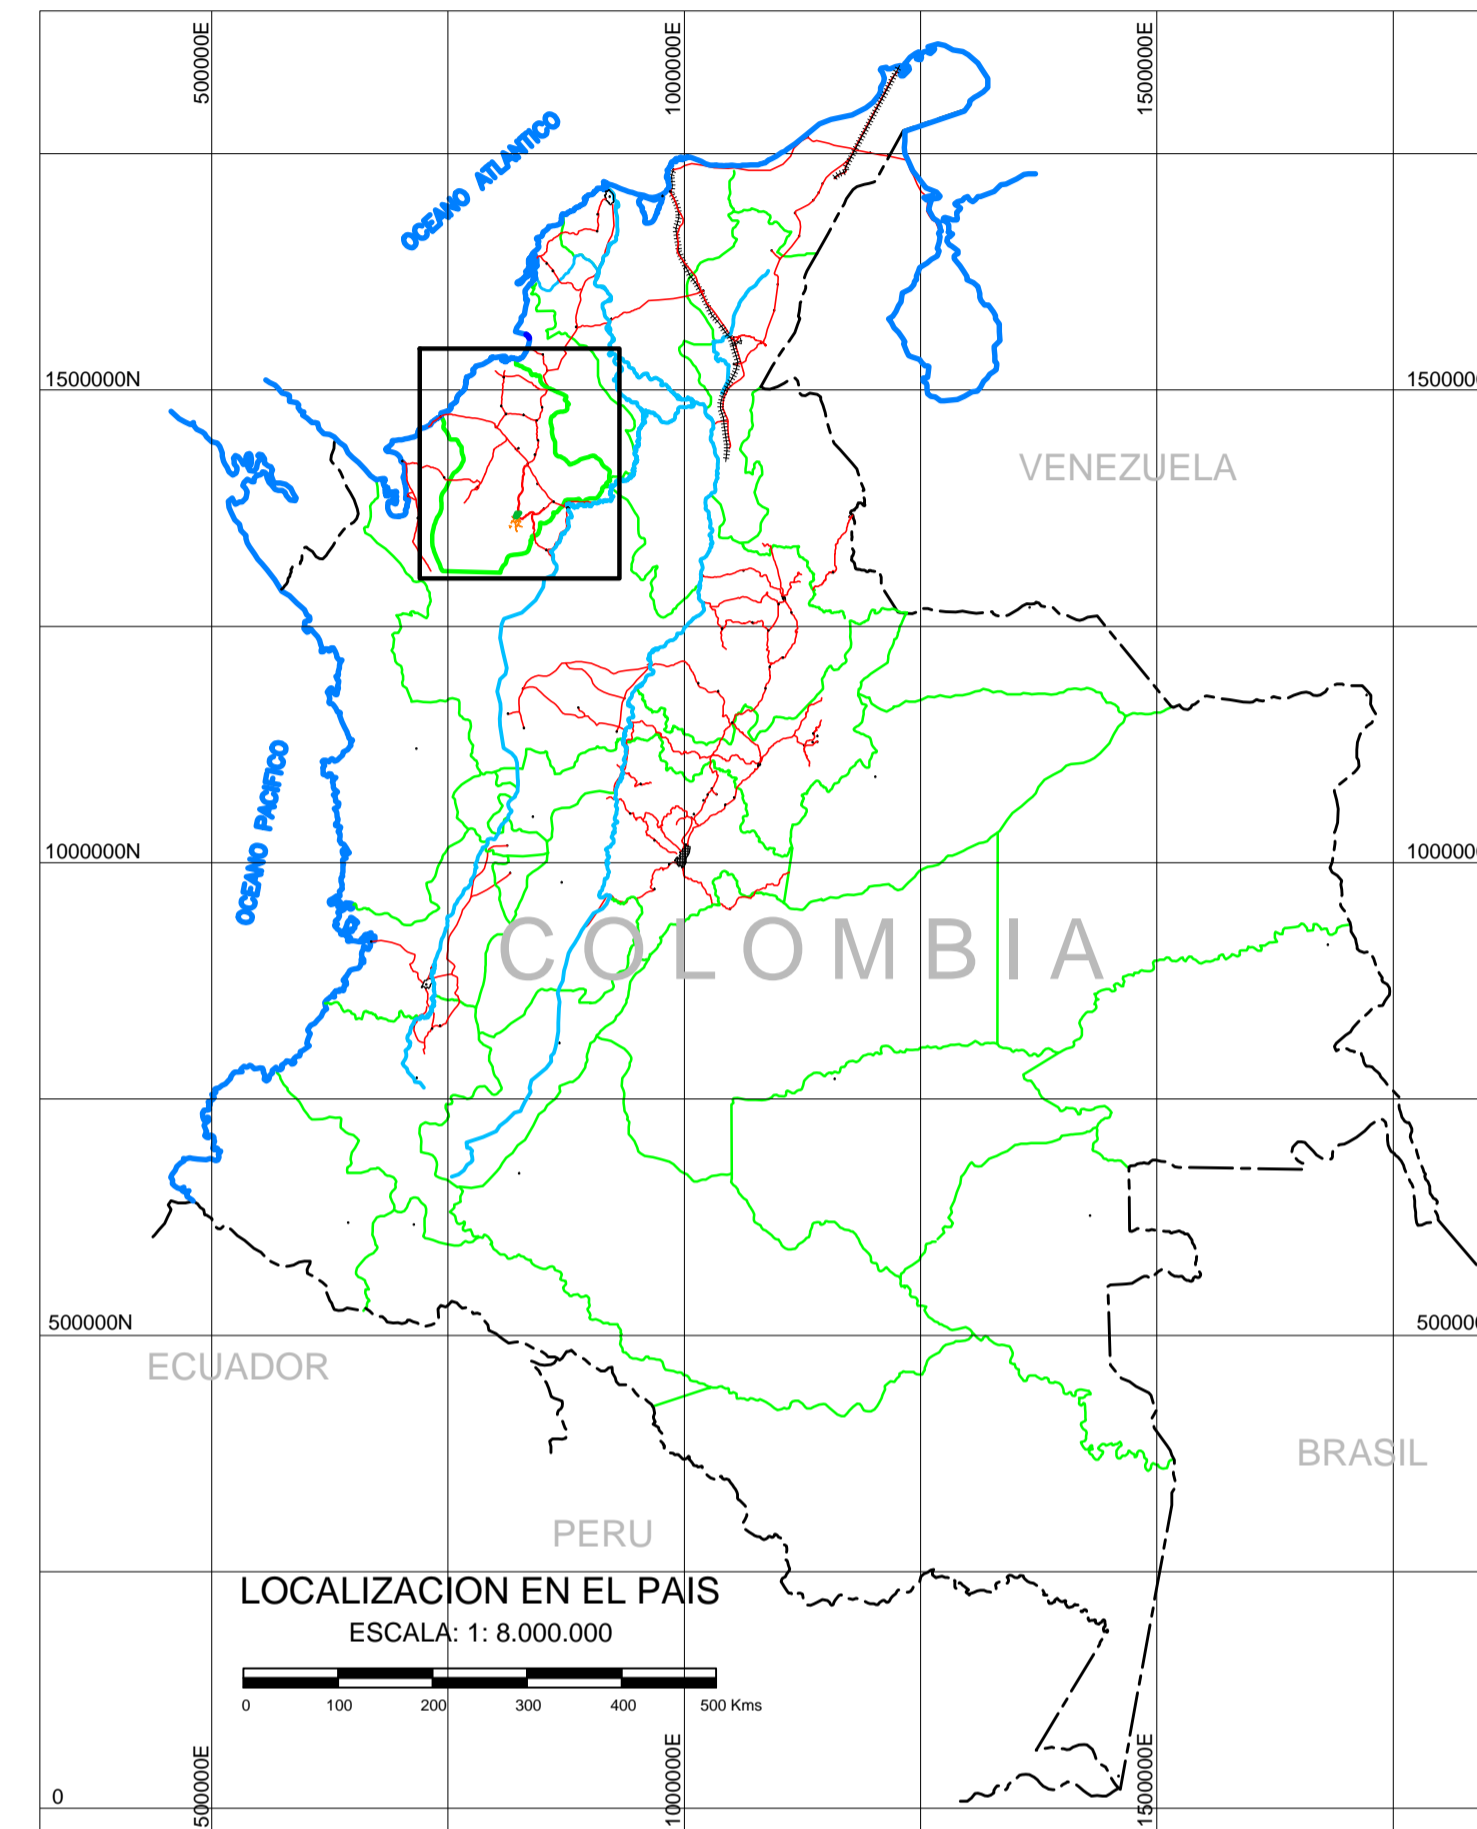 500000E
1000000E
1500000E
OCEANO ATLANTICO
1500000N
1500000
VENEZUELA
OCEANO PACIFICO
1000000N
1000000
COLOMBIA
500000N
500000
ECUADOR
BRASIL
PERU
LOCALIZACION EN EL PAIS
ESCALA: 1: 8.000.000
0 100 200 300 400 500 Kms
500000E
1000000E
1500000E
0